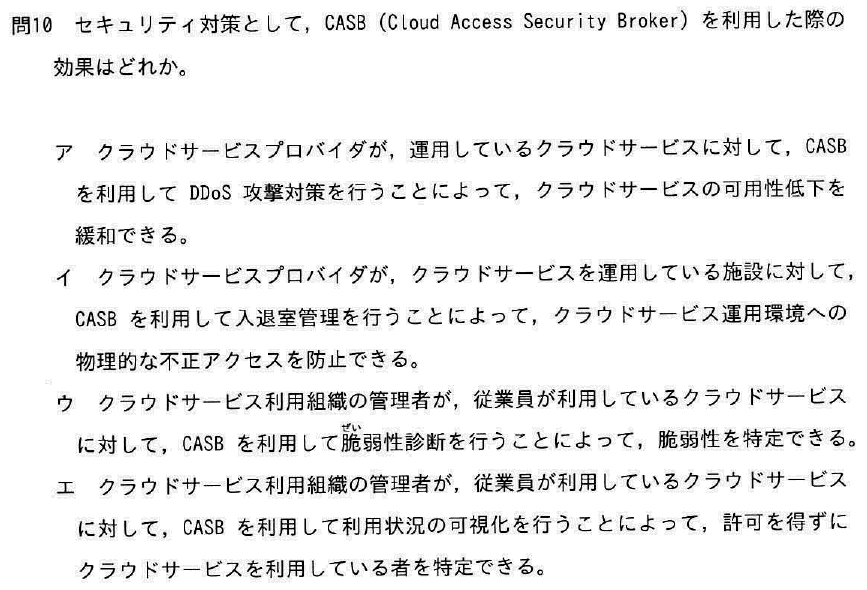 問10 セキュリティ対策として，CASB (Cloud Access Security Broker) を利用した際の
効果はどれか。
ア クラウドサービスプロバイダが，運用しているクラウドサービスに対して，CASB
を利用して DDoS 攻撃対策を行うことによって，クラウドサービスの可用性低下を
緩和できる。
イ クラウドサービスプロバイダが，クラウドサービスを運用している施設に対して，
CASB を利用して入退室管理を行うことによって，クラウドサービス運用環境への
物理的な不正アクセスを防止できる。
ウ クラウドサービス利用組織の管理者が，従業員が利用しているクラウドサービス
ぜい
に対して，CASB を利用して脆弱性診断を行うことによって，脆弱性を特定できる。
エ クラウドサービス利用組織の管理者が，従業員が利用しているクラウドサービス
に対して，CASB を利用して利用状況の可視化を行うことによって，許可を得ずに
クラウドサービスを利用している者を特定できる。